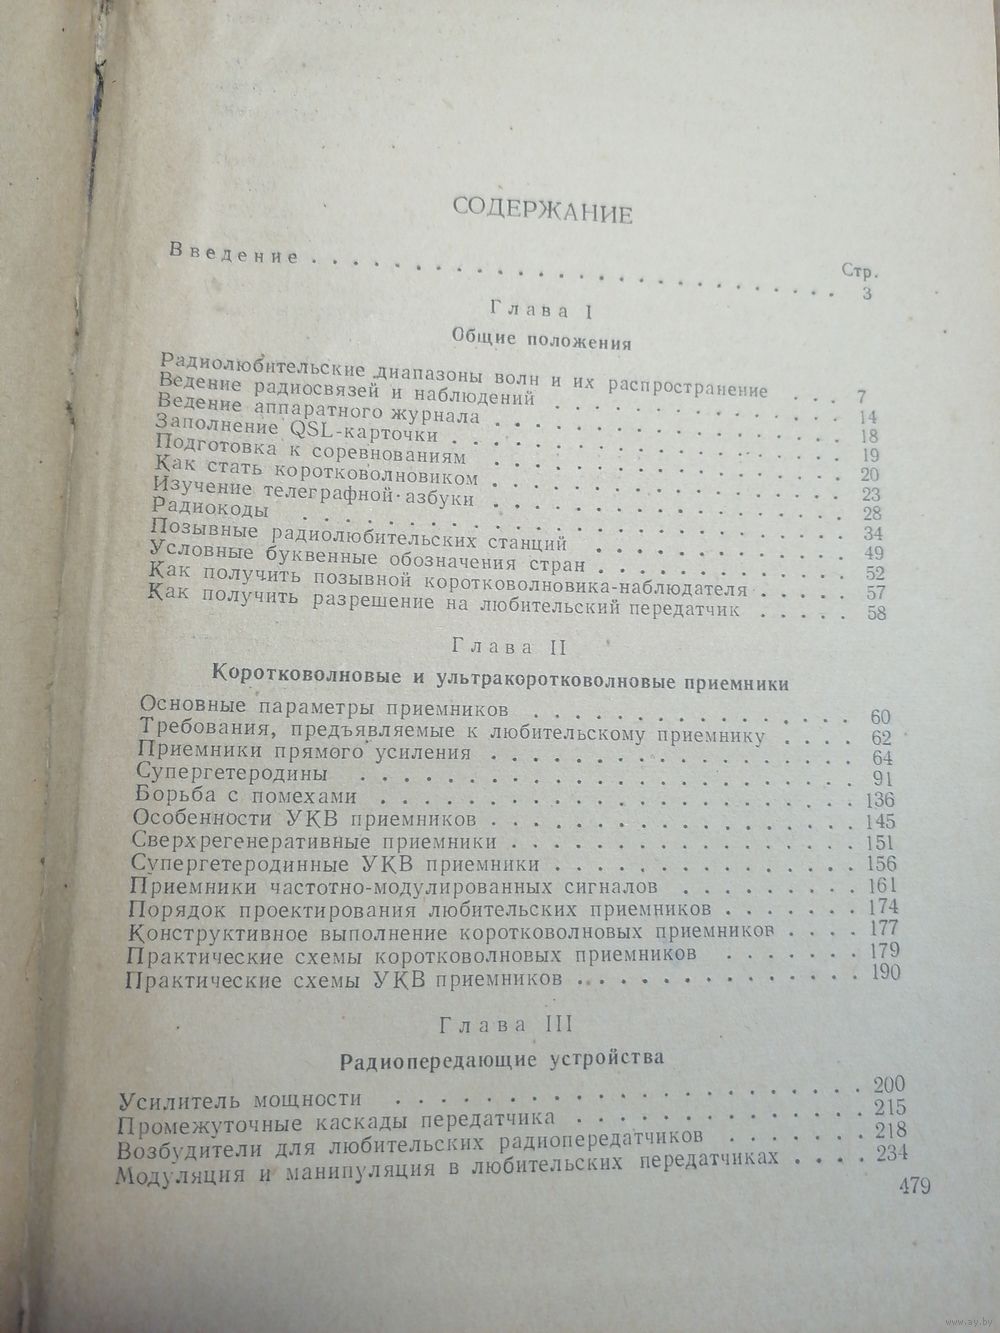 СОДЕРЖАНИЕ
Стр.
Введение . . . . . . . . . . . . . . . . . . . . . . . . . . 3
Глава I
Общие положения
Радиолюбительские диапазоны волн и их распространение . . . 7
Ведение радиосвязей и наблюдений . . . . . . . . . . . . . . 14
Ведение аппаратного журнала . . . . . . . . . . . . . . . . 18
Заполнение QSL-карточки . . . . . . . . . . . . . . . . . . 19
Подготовка к соревнованиям . . . . . . . . . . . . . . . . . 20
Как стать коротковолновиком . . . . . . . . . . . . . . . . 23
Изучение телеграфной азбуки . . . . . . . . . . . . . . . . 28
Радиокоды . . . . . . . . . . . . . . . . . . . . . . . . . 34
Позывные радиолюбительских станций . . . . . . . . . . . . . 49
Условные буквенные обозначения стран . . . . . . . . . . . . 52
Как получить позывной коротковолновика-наблюдателя . . . . . 57
Как получить разрешение на любительский передатчик . . . . . 58
Глава II
Коротковолновые и ультракоротковолновые приемники
Основные параметры приемников . . . . . . . . . . . . . . . 60
Требования, предъявляемые к любительскому приемнику . . . . 62
Приемники прямого усиления . . . . . . . . . . . . . . . . . 64
Супергетеродины . . . . . . . . . . . . . . . . . . . . . . 91
Борьба с помехами . . . . . . . . . . . . . . . . . . . . . 136
Особенности УКВ приемников . . . . . . . . . . . . . . . . . 145
Сверхрегенеративные приемники . . . . . . . . . . . . . . . 151
Супергетеродинные УКВ приемники . . . . . . . . . . . . . . 156
Приемники частотно-модулированных сигналов . . . . . . . . . 161
Порядок проектирования любительских приемников . . . . . . . 174
Конструктивное выполнение коротковолновых приемников . . . . 177
Практические схемы коротковолновых приемников . . . . . . . 179
Практические схемы УКВ приемников . . . . . . . . . . . . . 190
Глава III
Радиопередающие устройства
Усилитель мощности . . . . . . . . . . . . . . . . . . . . . 200
Промежуточные каскады передатчика . . . . . . . . . . . . . 215
Возбудители для любительских радиопередатчиков . . . . . . . 218
Модуляция и манипуляция в любительских передатчиках . . . . 234
479
www.ay.by